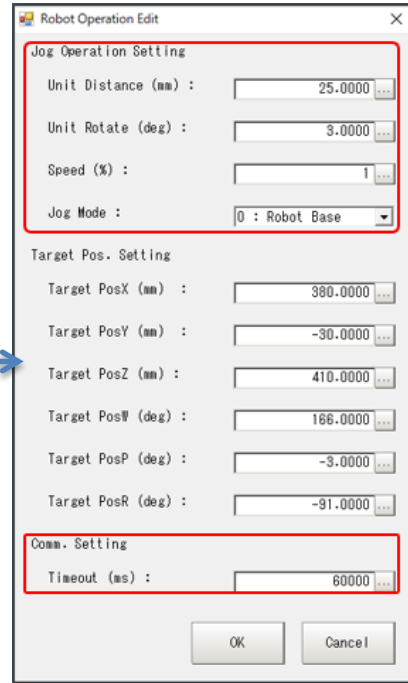 Robot Operation Edit
Jog Operation Setting
Unit Distance (mm) : 25.0000 ...
Unit Rotate (deg) : 3.0000 ...
Speed (%) : 1 ...
Jog Mode : 0 : Robot Base
Target Pos. Setting
Target PosX (mm) : 380.0000 ...
Target PosY (mm) : -30.0000 ...
Target PosZ (mm) : 410.0000 ...
Target PosW (deg) : 166.0000 ...
Target PosP (deg) : -3.0000 ...
Target PosR (deg) : -91.0000 ...
Comm. Setting
Timeout (ms) : 60000 ...
OK Cancel